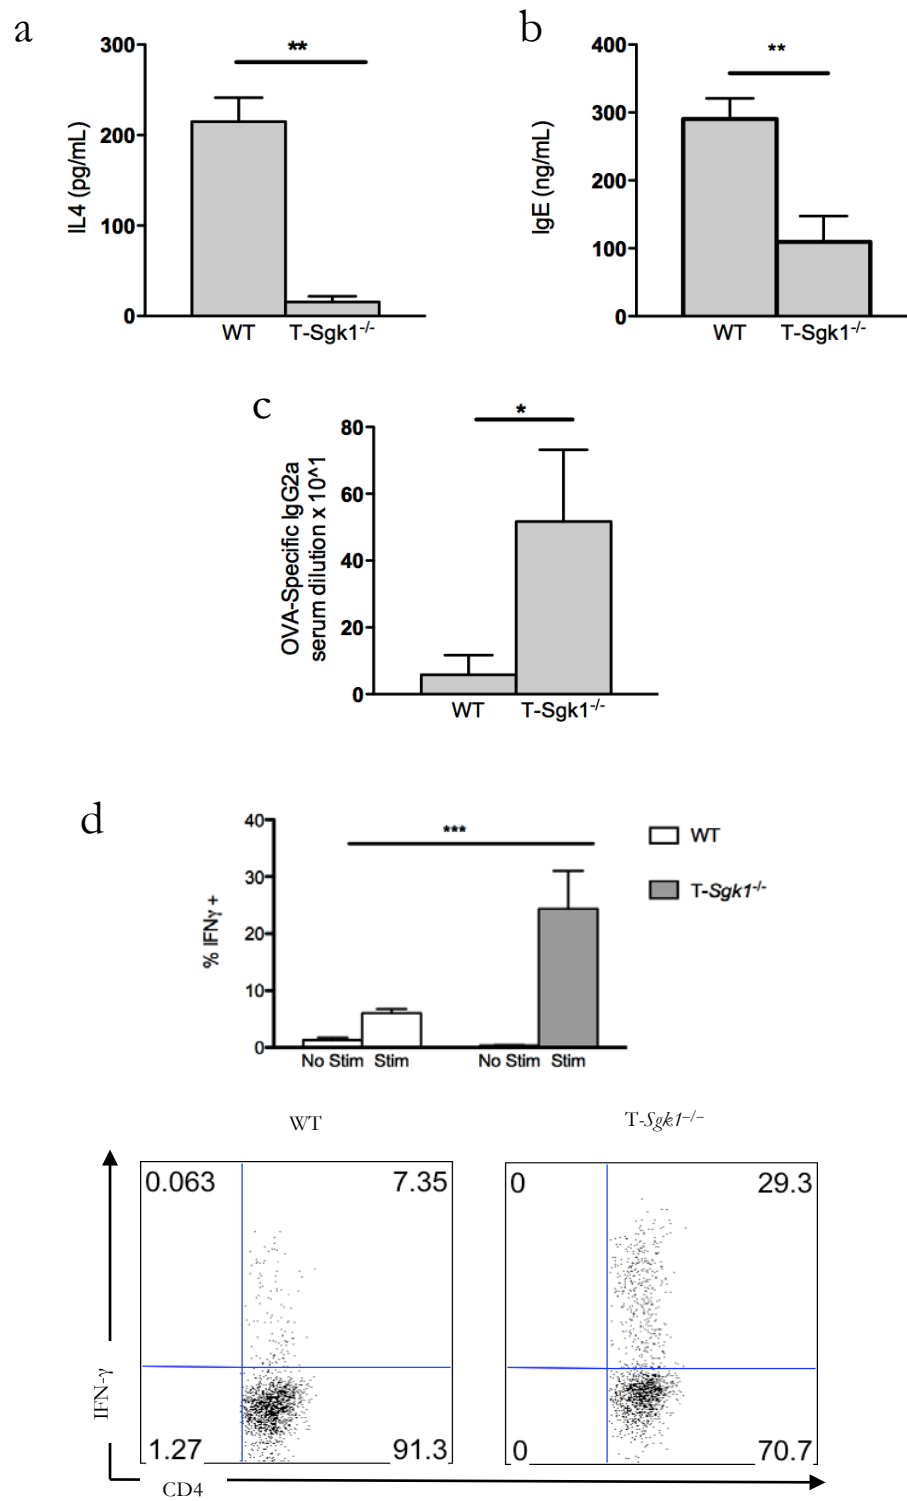 a
300
200
100
0
IL4 (pg/mL)
**
WT T-Sgk1-/-
b
400
300
200
100
0
IgE (ng/mL)
**
WT T-Sgk1-/-
c
80
60
40
20
0
OVA-Specific IgG2a
serum dilution x 10^1
*
WT T-Sgk1-/-
d
40
30
20
10
0
% IFNγ +
***
No Stim Stim No Stim Stim
WT
T-Sgk1-/-
WT
0.063 7.35
1.27 91.3
T-Sgk1−/−
0 29.3
0 70.7
IFN-γ
CD4